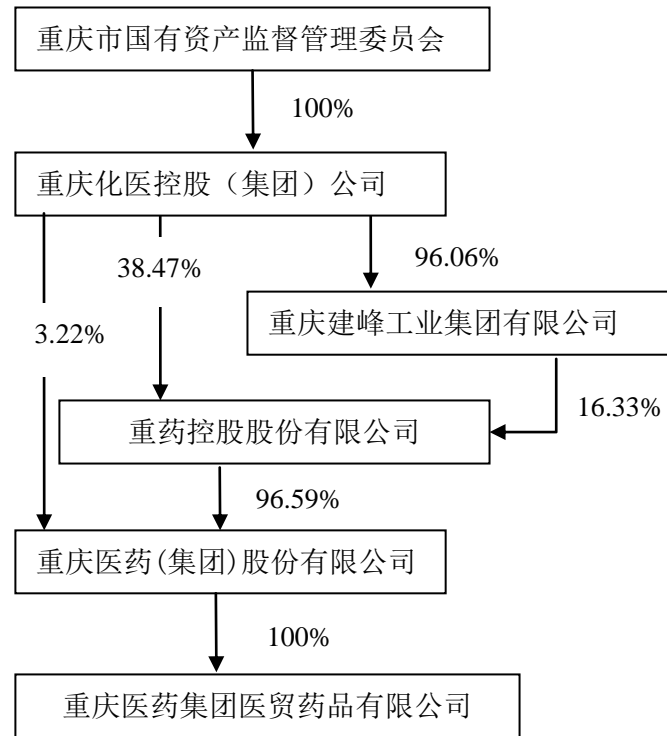 重庆市国有资产监督管理委员会
100%
重庆化医控股（集团）公司
38.47%
96.06%
3.22%
重庆建峰工业集团有限公司
16.33%
重药控股股份有限公司
96.59%
重庆医药(集团)股份有限公司
100%
重庆医药集团医贸药品有限公司